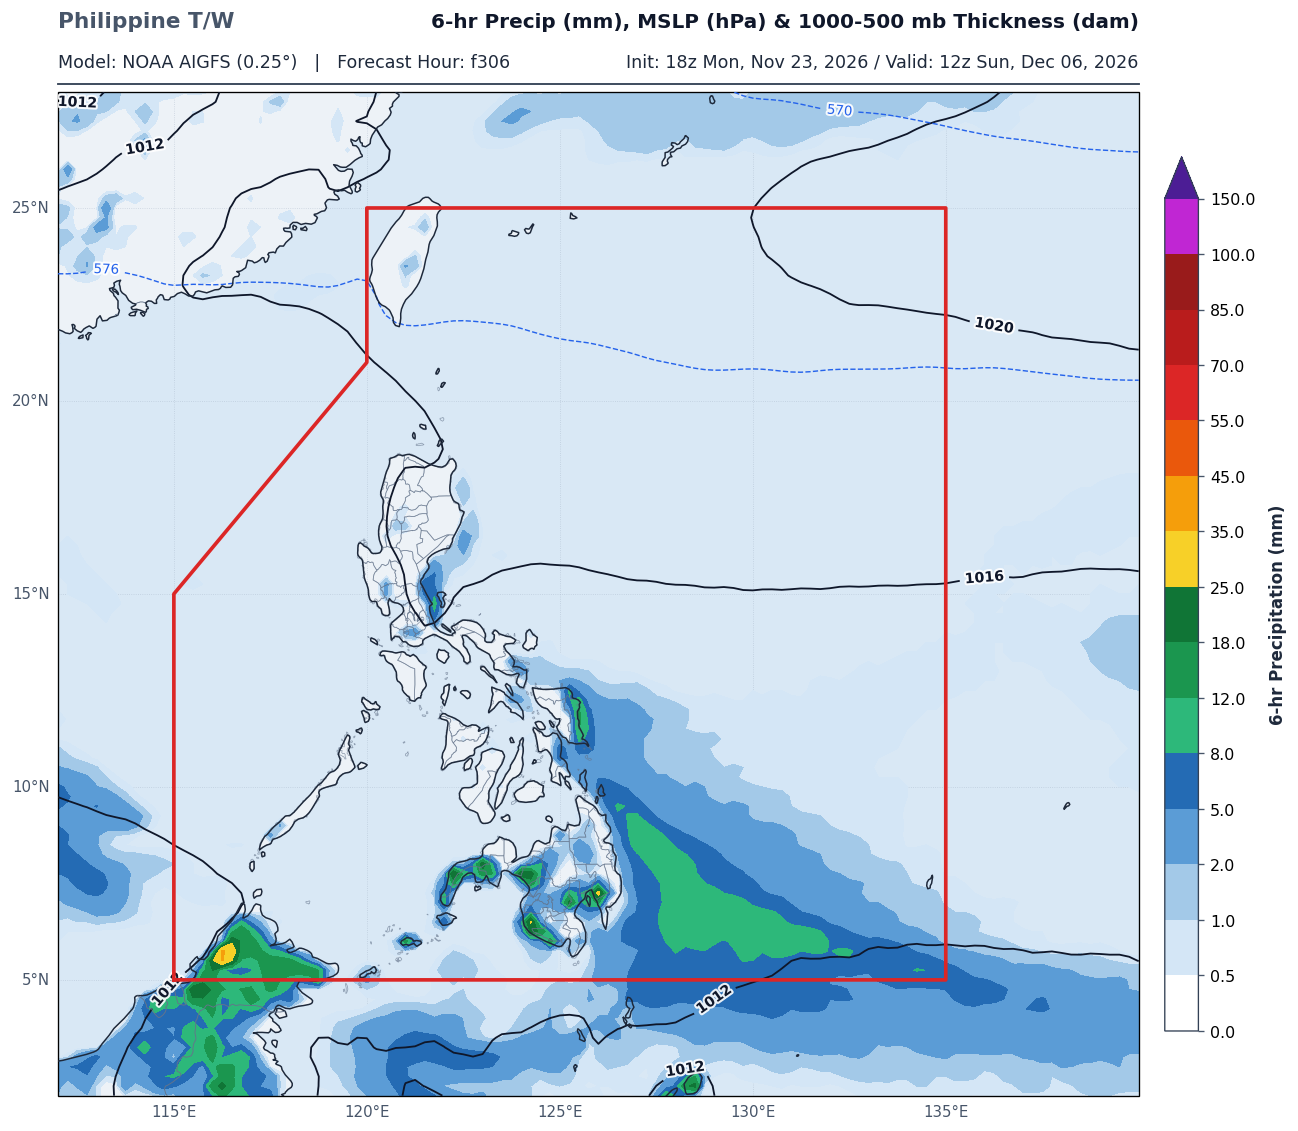 Philippine T/W
6-hr Precip (mm), MSLP (hPa) & 1000-500 mb Thickness (dam)
Model: NOAA AIGFS (0.25°) | Forecast Hour: f306
Init: 18z Mon, Nov 23, 2026 / Valid: 12z Sun, Dec 06, 2026
1012
570
1012
150.0
25°N
576
100.0
85.0
1020
70.0
20°N
55.0
45.0
35.0
1016
25.0
15°N
18.0
12.0
8.0
10°N
5.0
2.0
1.0
5°N
1012
1012
0.5
0.0
1012
115°E
120°E
125°E
130°E
135°E
6-hr Precipitation (mm)